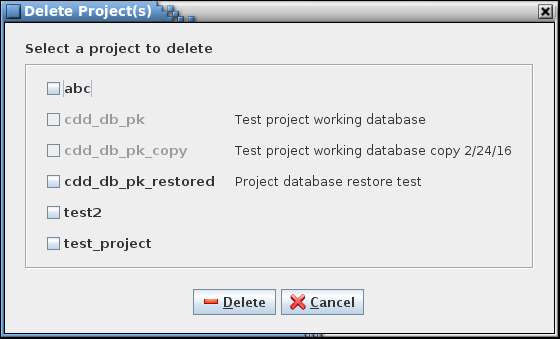 Delete Project(s)
Select a project to delete
abc
cdd_db_pk Test project working database
cdd_db_pk_copy Test project working database copy 2/24/16
cdd_db_pk_restored Project database restore test
test2
test_project
Delete Cancel